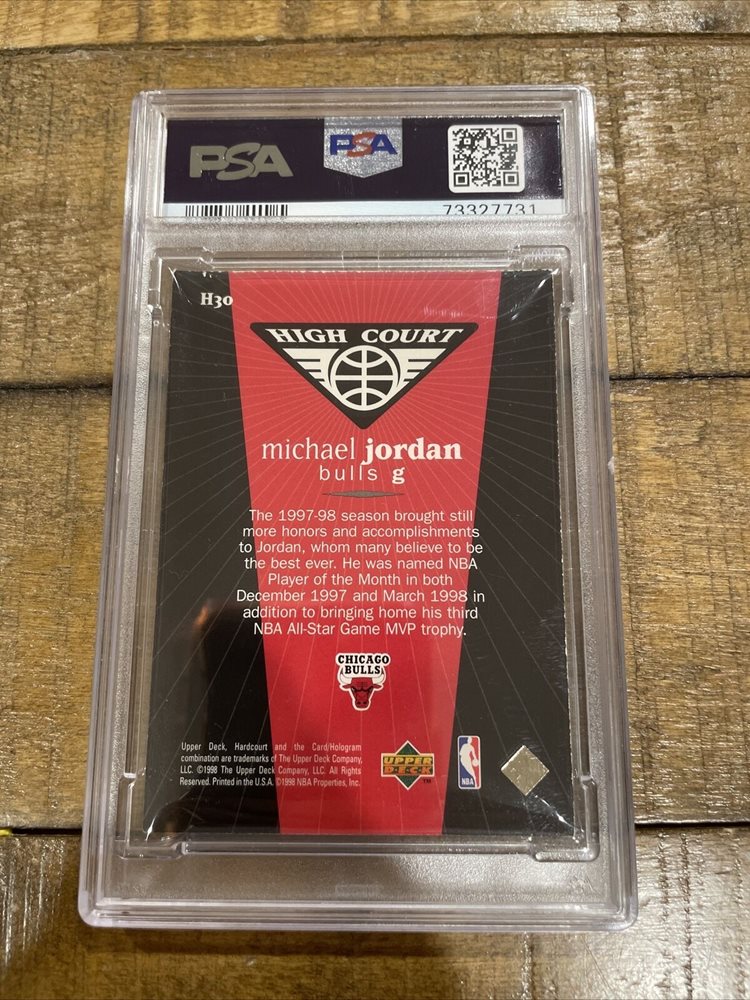 PSA
PSA
73327731
H30
HIGH COURT
michael jordan
bulls g
The 1997-98 season brought still
more honors and accomplishments
to Jordan, whom many believe to be
the best ever. He was named NBA
Player of the Month in both
December 1997 and March 1998 in
addition to bringing home his third
NBA All-Star Game MVP trophy.
CHICAGO
BULLS
Upper Deck, Hardcourt and the Card/Hologram
combination are trademarks of The Upper Deck Company,
LLC. ©1998 The Upper Deck Company, LLC. All Rights
Reserved. Printed in the U.S.A. ©1998 NBA Properties, Inc.
UPPER
DECK
TM
NBA